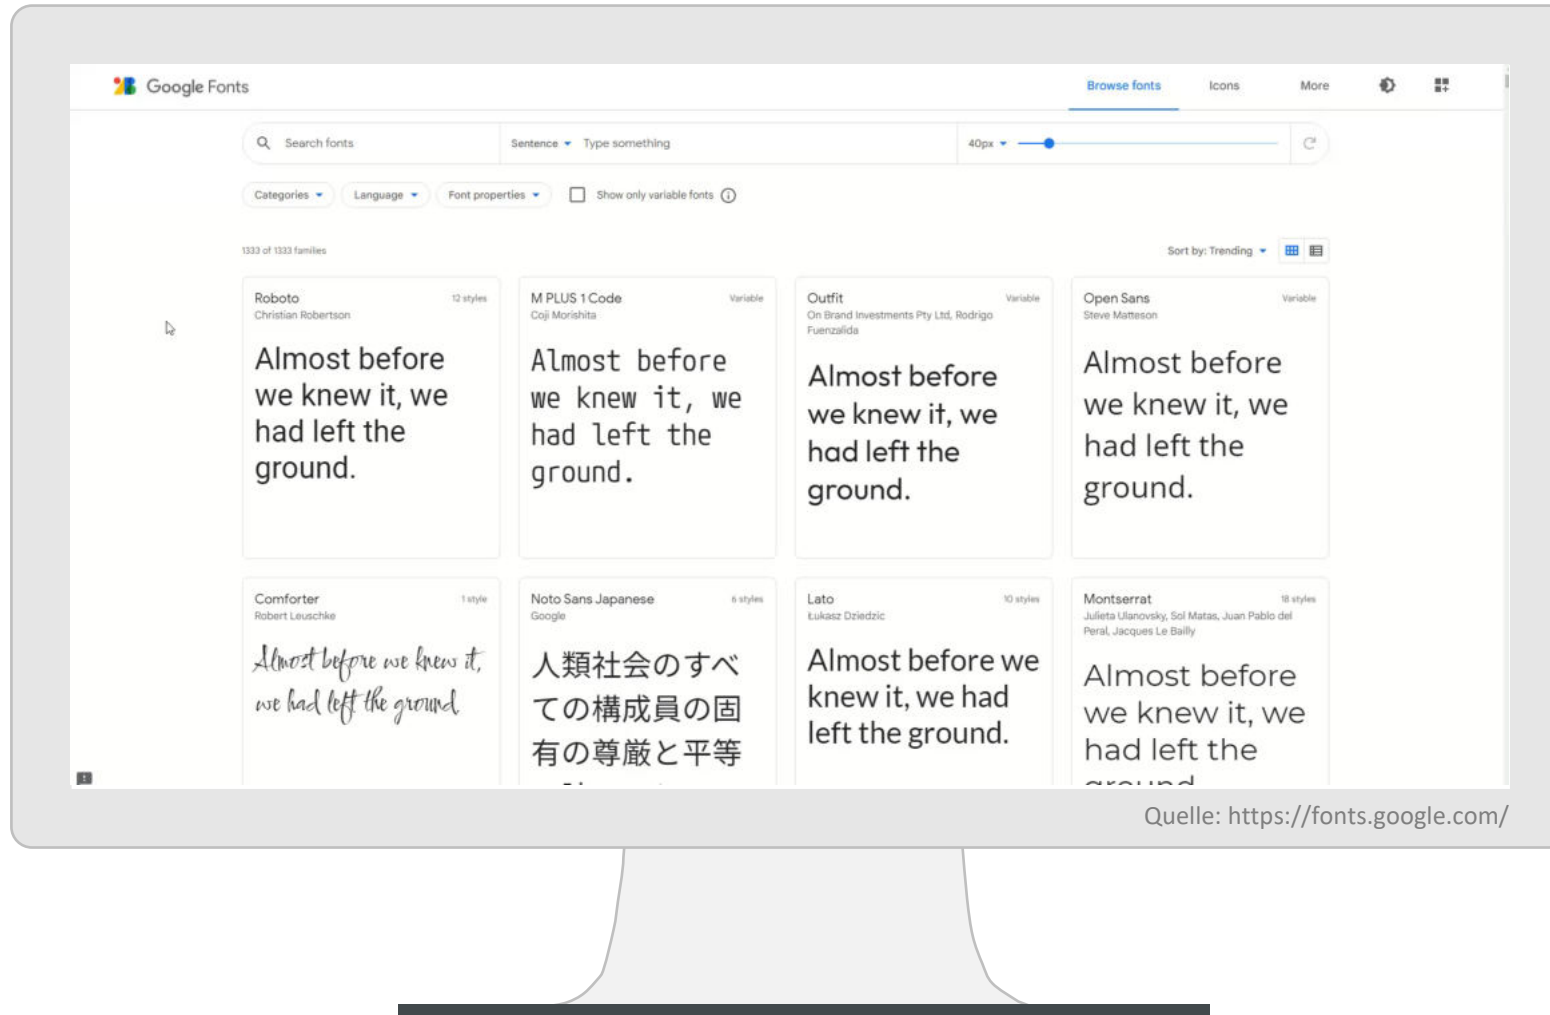 Google Fonts
Browse fonts
Icons
More
Search fonts
Sentence
Type something
40px
Categories
Language
Font properties
Show only variable fonts
1333 of 1333 families
Sort by: Trending
Roboto
12 styles
Christian Robertson
Almost before
we knew it, we
had left the
ground.
M PLUS 1 Code
Variable
Coji Morishita
Almost before
we knew it, we
had left the
ground.
Outfit
Variable
On Brand Investments Pty Ltd, Rodrigo
Fuenzalida
Almost before
we knew it, we
had left the
ground.
Open Sans
Variable
Steve Matteson
Almost before
we knew it, we
had left the
ground.
Comforter
1 style
Robert Leuschke
Almost before we knew it,
we had left the ground.
Noto Sans Japanese
6 styles
Google
人類社会のすべ
ての構成員の固
有の尊厳と平等
Lato
10 styles
Łukasz Dziedzic
Almost before we
knew it, we had
left the ground.
Montserrat
18 styles
Julieta Ulanovsky, Sol Matas, Juan Pablo del
Peral, Jacques Le Bailly
Almost before
we knew it, we
had left the
Quelle: https://fonts.google.com/